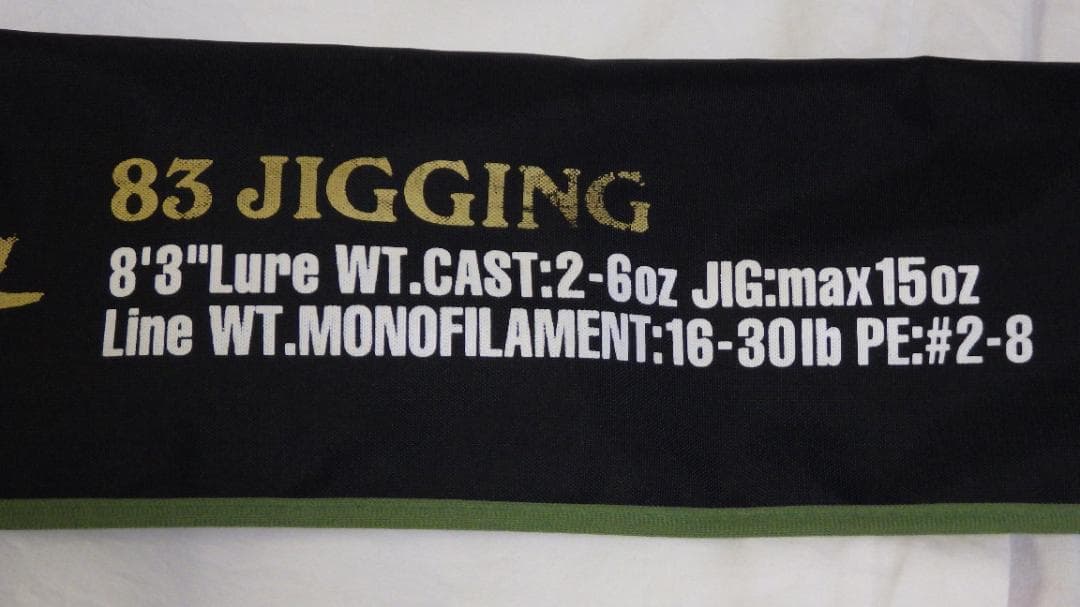 83 JIGGING
8'3"Lure WT.CAST:2-6oz JIG:max15oz
Line WT.MONOFILAMENT:16-30lb PE:#2-8